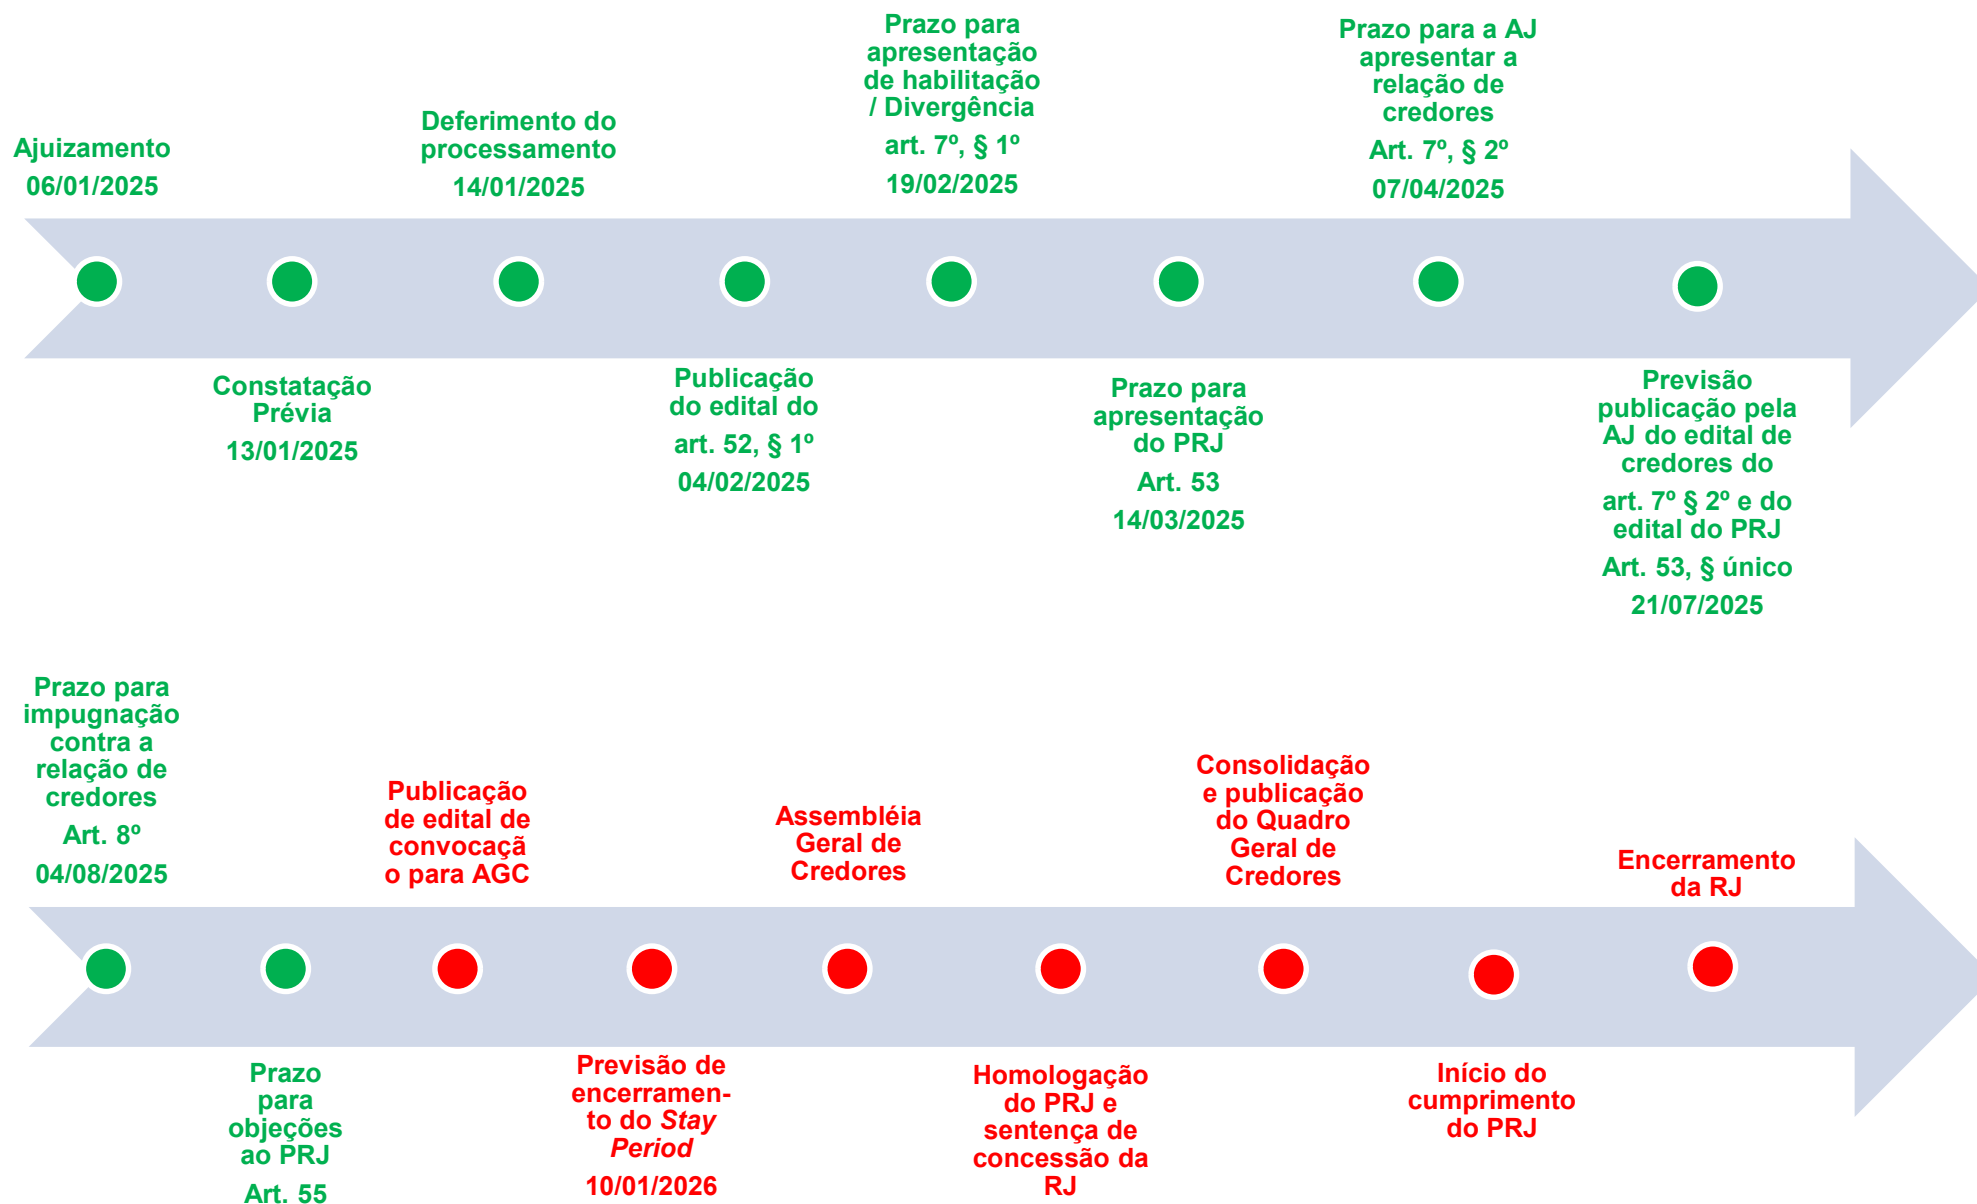 Ajuizamento
06/01/2025
Constatação
Prévia
13/01/2025
Deferimento do
processamento
14/01/2025
Publicação
do edital do
art. 52, § 1º
04/02/2025
Prazo para
apresentação
de habilitação
/ Divergência
art. 7º, § 1º
19/02/2025
Prazo para
apresentação
do PRJ
Art. 53
14/03/2025
Prazo para a AJ
apresentar a
relação de
credores
Art. 7º, § 2º
07/04/2025
Previsão
publicação pela
AJ do edital de
credores do
art. 7º § 2º e do
edital do PRJ
Art. 53, § único
21/07/2025
Prazo para
impugnação
contra a
relação de
credores
Art. 8º
04/08/2025
Prazo
para
objeções
ao PRJ
Art. 55
Publicação
de edital de
convocaçã
o para AGC
Previsão de
encerramen-
to do Stay
Period
10/01/2026
Assembléia
Geral de
Credores
Homologação
do PRJ e
sentença de
concessão da
RJ
Consolidação
e publicação
do Quadro
Geral de
Credores
Início do
cumprimento
do PRJ
Encerramento
da RJ